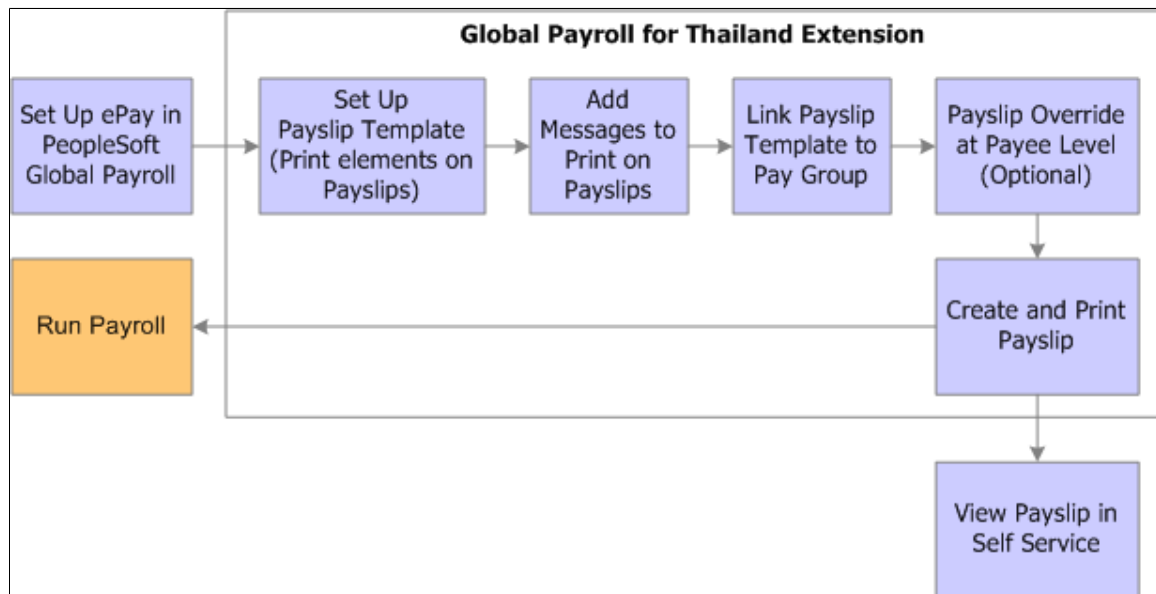 Global Payroll for Thailand Extension
Set Up ePay in
PeopleSoft
Global Payroll
Set Up
Payslip Template
(Print elements on
Payslips)
Add
Messages to
Print on
Payslips
Link Payslip
Template to
Pay Group
Payslip Override
at Payee Level
(Optional)
Run Payroll
Create and Print
Payslip
View Payslip in
Self Service